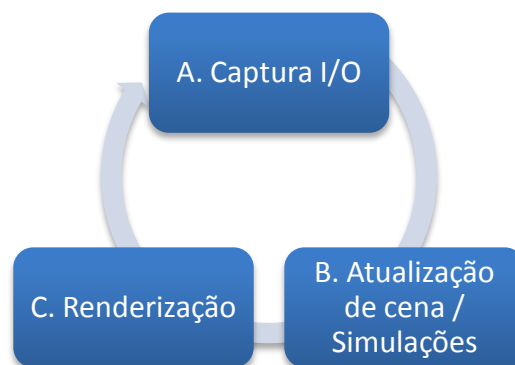 A. Captura I/O
C. Renderização
B. Atualização
de cena /
Simulações